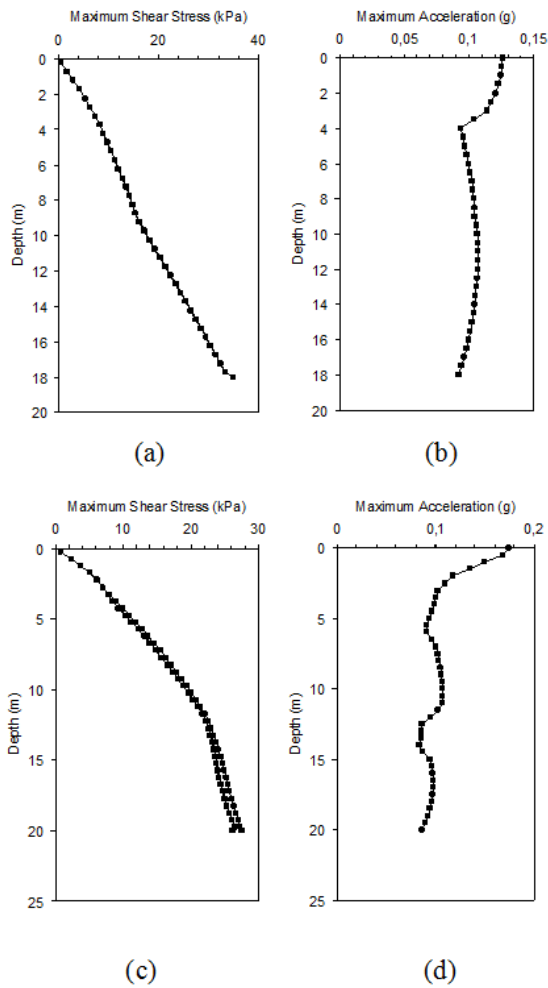 Maximum Shear Stress (kPa)
0 20 40
0
2
4
6
8
10
12
14
16
18
20
Depth (m)
(a)
Maximum Acceleration (g)
0 0,05 0,1 0,15
0
2
4
6
8
10
12
14
16
18
20
Depth (m)
(b)
Maximum Shear Stress (kPa)
0 10 20 30
0
5
10
15
20
25
Depth (m)
(c)
Maximum Acceleration (g)
0 0,1 0,2
0
5
10
15
20
25
Depth (m)
(d)